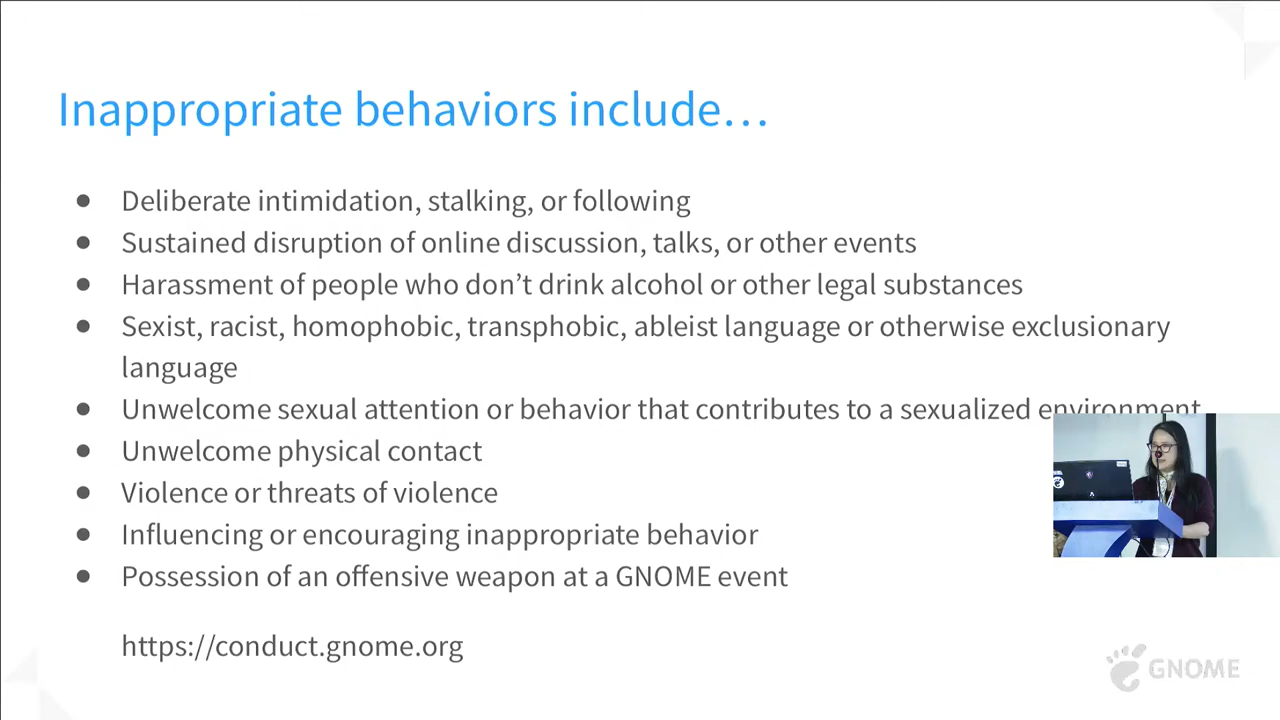 Inappropriate behaviors include…
● Deliberate intimidation, stalking, or following
● Sustained disruption of online discussion, talks, or other events
● Harassment of people who don’t drink alcohol or other legal substances
● Sexist, racist, homophobic, transphobic, ableist language or otherwise exclusionary
language
● Unwelcome sexual attention or behavior that contributes to a sexualized environment
● Unwelcome physical contact
● Violence or threats of violence
● Influencing or encouraging inappropriate behavior
● Possession of an offensive weapon at a GNOME event
https://conduct.gnome.org
GNOME